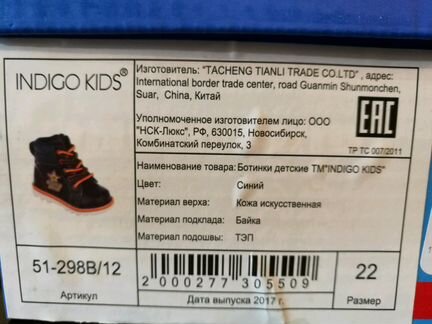 INDIGO KIDS®
Изготовитель: "TACHENG TIANLI TRADE CO.LTD", адрес:
International border trade center, road Guanmin Shunmonchen,
Suar, China, Китай
Уполномоченное изготовителем лицо: ООО
"НСК-Люкс", РФ, 630015, Новосибирск,
Комбинатский переулок, 3
EAC
ТР ТС 007/2011
Наименование товара: Ботинки детские ТМ"INDIGO KIDS"
Цвет: Синий
Материал верха: Кожа искусственная
Материал подклада: Байка
Материал подошвы: ТЭП
51-298B/12
Артикул
2 000277 305509
Дата выпуска 2017 г.
22
Размер